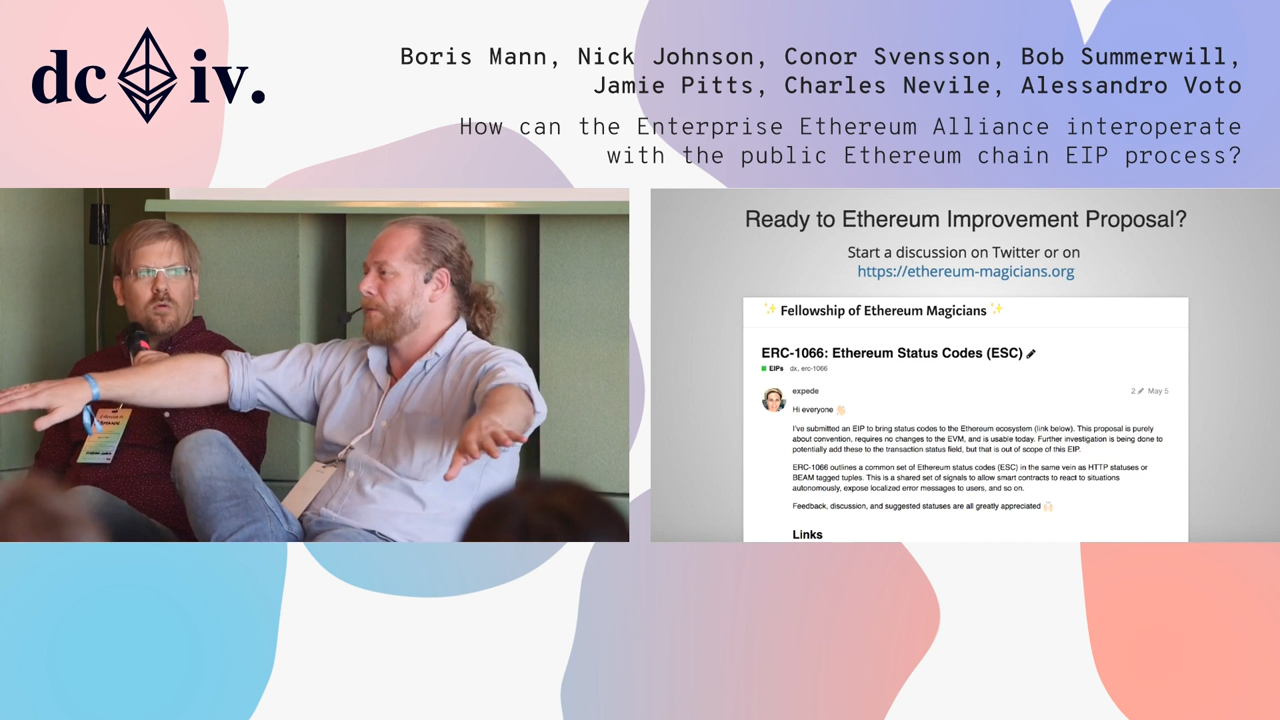 dc iv.
Boris Mann, Nick Johnson, Conor Svensson, Bob Summerwill,
Jamie Pitts, Charles Nevile, Alessandro Voto
How can the Enterprise Ethereum Alliance interoperate
with the public Ethereum chain EIP process?
Ready to Ethereum Improvement Proposal?
Start a discussion on Twitter or on
https://ethereum-magicians.org
✨ Fellowship of Ethereum Magicians ✨
ERC-1066: Ethereum Status Codes (ESC)
EIPs dx, erc-1066
expede 2 May 5
Hi everyone 👋🏻
I've submitted an EIP to bring status codes to the Ethereum ecosystem (link below). This proposal is purely
about convention, requires no changes to the EVM, and is usable today. Further investigation is being done to
potentially add these to the transaction status field, but that is out of scope of this EIP.
ERC-1066 outlines a common set of Ethereum status codes (ESC) in the same vein as HTTP statuses or
BEAM tagged tuples. This is a shared set of signals to allow smart contracts to react to situations
autonomously, expose localized error messages to users, and so on.
Feedback, discussion, and suggested statuses are all greatly appreciated 🙌🏻
Links